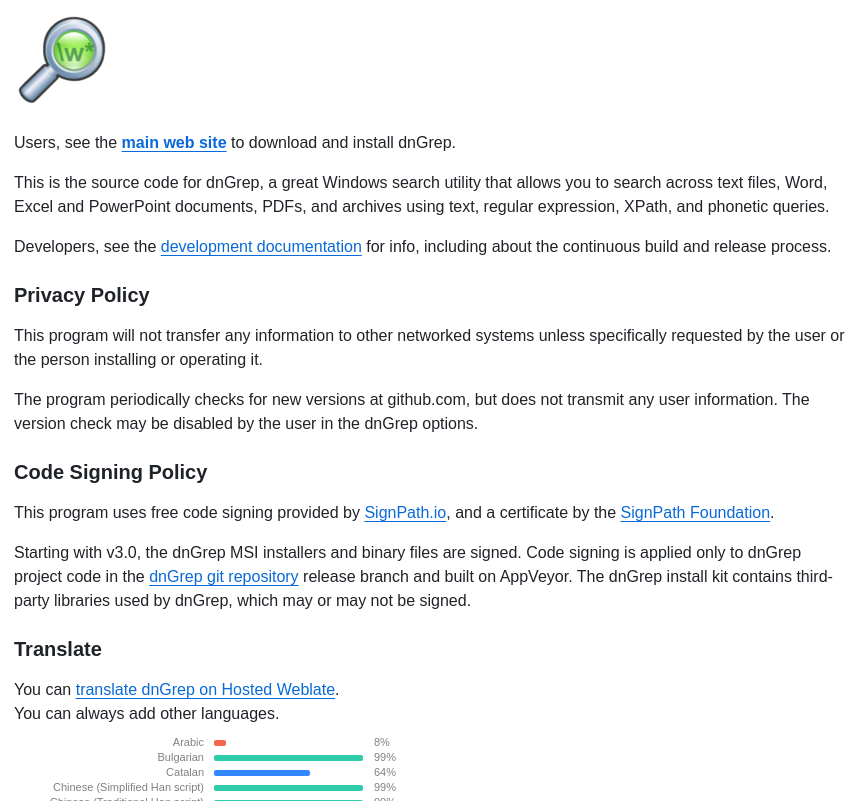 \w*
Users, see the main web site to download and install dnGrep.
This is the source code for dnGrep, a great Windows search utility that allows you to search across text files, Word,
Excel and PowerPoint documents, PDFs, and archives using text, regular expression, XPath, and phonetic queries.
Developers, see the development documentation for info, including about the continuous build and release process.
Privacy Policy
This program will not transfer any information to other networked systems unless specifically requested by the user or
the person installing or operating it.
The program periodically checks for new versions at github.com, but does not transmit any user information. The
version check may be disabled by the user in the dnGrep options.
Code Signing Policy
This program uses free code signing provided by SignPath.io, and a certificate by the SignPath Foundation.
Starting with v3.0, the dnGrep MSI installers and binary files are signed. Code signing is applied only to dnGrep
project code in the dnGrep git repository release branch and built on AppVeyor. The dnGrep install kit contains third-
party libraries used by dnGrep, which may or may not be signed.
Translate
You can translate dnGrep on Hosted Weblate.
You can always add other languages.
Arabic 8%
Bulgarian 99%
Catalan 64%
Chinese (Simplified Han script) 99%
Chinese (Traditional Han script) 99%